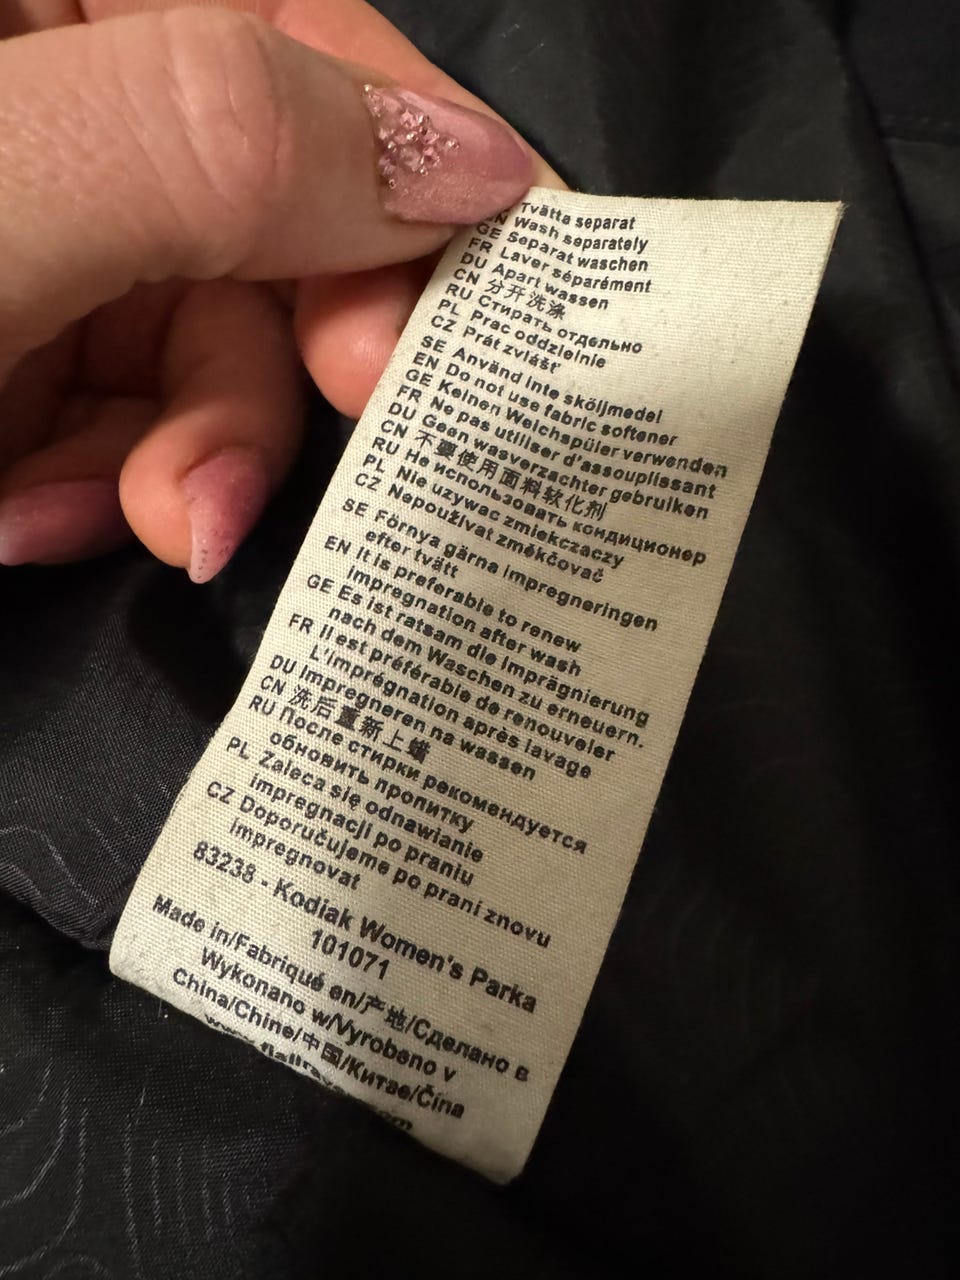 Tvätta separat
EN Wash separately
GE Separat waschen
FR Laver séparément
DU Apart wassen
CN 分开洗涤
RU Стирать отдельно
PL Prac oddzielnie
CZ Prát zvlášť
SE Använd inte sköljmedel
EN Do not use fabric softener
GE Keinen Weichspüler verwenden
FR Ne pas utiliser d'assouplissant
DU Geen wasverzachter gebruiken
CN 不要使用面料软化剂
RU Не использовать кондиционер
PL Nie uzywac zmiekczaczy
CZ Nepoužívat změkčovač
SE Förnya gärna impregneringen
efter tvätt
EN It is preferable to renew
impregnation after wash
GE Es ist ratsam die Imprägnierung
nach dem Waschen zu erneuern.
FR Il est préférable de renouveler
L'imprégnation après lavage
DU Impregneren na wassen
CN 洗后重新上蜡
RU После стирки рекомендуется
обновить пропитку
PL Zaleca się odnawianie
impregnacji po praniu
CZ Doporučujeme po praní znovu
impregnovat
83238 - Kodiak Women's Parka
101071
Made in/Fabriqué en/产地/Сделано в
Wykonano w/Vyrobeno v
China/Chine/中国/Китае/Čína